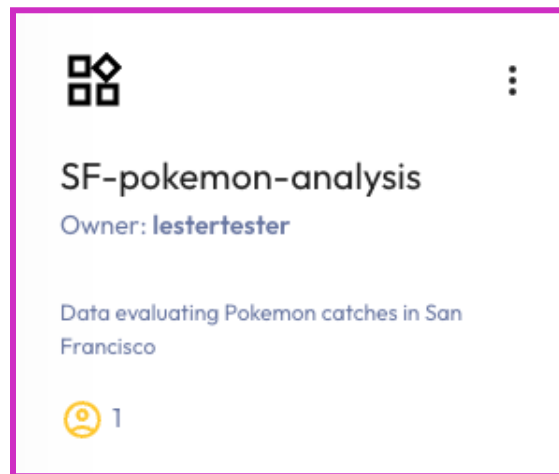 SF-pokemon-analysis
Owner: lestertester
Data evaluating Pokemon catches in San
Francisco
1